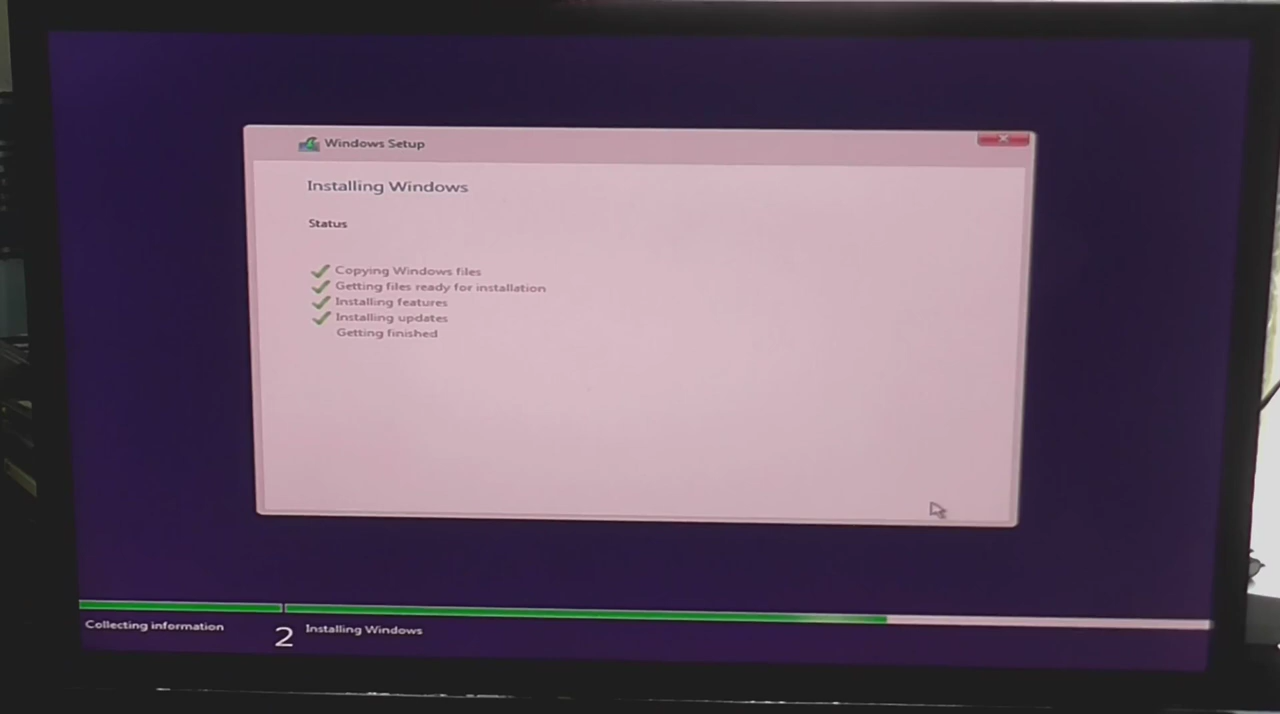 Windows Setup
Installing Windows
Status
Copying Windows files
Getting files ready for installation
Installing features
Installing updates
Getting finished
Collecting information
2 Installing Windows